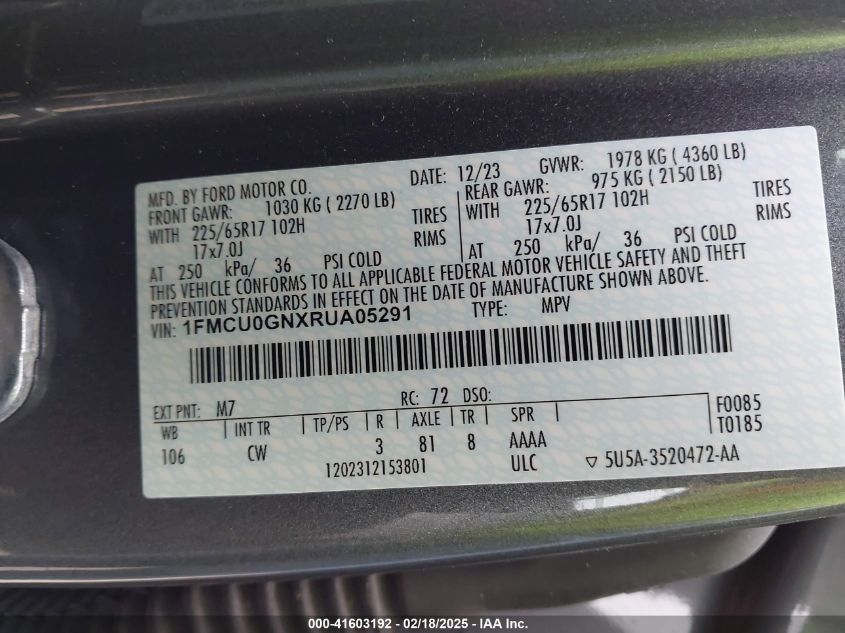 MFD. BY FORD MOTOR CO. DATE: 12/23 GVWR: 1978 KG ( 4360 LB)
FRONT GAWR: 1030 KG ( 2270 LB) REAR GAWR: 975 KG ( 2150 LB)
WITH 225/65R17 102H TIRES WITH 225/65R17 102H TIRES
17x7.0J RIMS 17x7.0J RIMS
AT 250 kPa/ 36 PSI COLD AT 250 kPa/ 36 PSI COLD
THIS VEHICLE CONFORMS TO ALL APPLICABLE FEDERAL MOTOR VEHICLE SAFETY AND THEFT
PREVENTION STANDARDS IN EFFECT ON THE DATE OF MANUFACTURE SHOWN ABOVE.
VIN: 1FMCU0GNXRUA05291 TYPE: MPV
EXT PNT: M7 RC: 72 DSO: F0085
WB INT TR TP/PS R AXLE TR SPR T0185
106 CW 3 81 8 AAAA
1202312153801 ULC ▽ 5U5A-3520472-AA
000-41603192 - 02/18/2025 - IAA Inc.